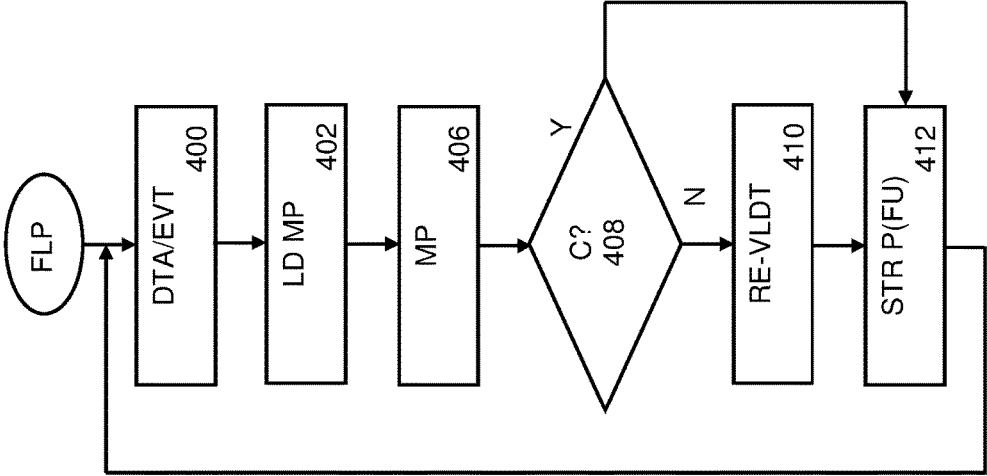 FLP
DTA/EVT
400
LD MP
402
MP
406
C?
408
Y
N
RE-VLDT
410
STR P(FU)
412